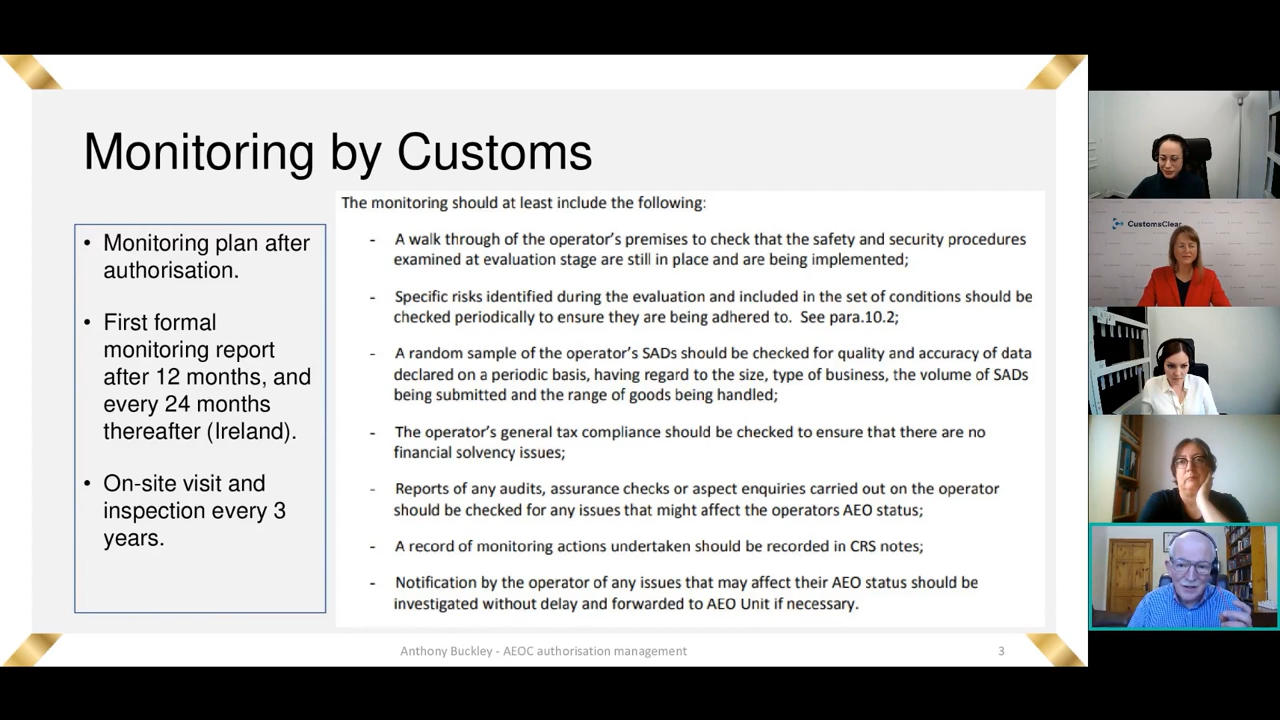 Monitoring by Customs
• Monitoring plan after
authorisation.
• First formal
monitoring report
after 12 months, and
every 24 months
thereafter (Ireland).
• On-site visit and
inspection every 3
years.
The monitoring should at least include the following:
- A walk through of the operator's premises to check that the safety and security procedures
examined at evaluation stage are still in place and are being implemented;
- Specific risks identified during the evaluation and included in the set of conditions should be
checked periodically to ensure they are being adhered to. See para.10.2;
- A random sample of the operator's SADs should be checked for quality and accuracy of data
declared on a periodic basis, having regard to the size, type of business, the volume of SADs
being submitted and the range of goods being handled;
- The operator's general tax compliance should be checked to ensure that there are no
financial solvency issues;
- Reports of any audits, assurance checks or aspect enquiries carried out on the operator
should be checked for any issues that might affect the operators AEO status;
- A record of monitoring actions undertaken should be recorded in CRS notes;
- Notification by the operator of any issues that may affect their AEO status should be
investigated without delay and forwarded to AEO Unit if necessary.
Anthony Buckley - AEOC authorisation management
3
CustomsClear